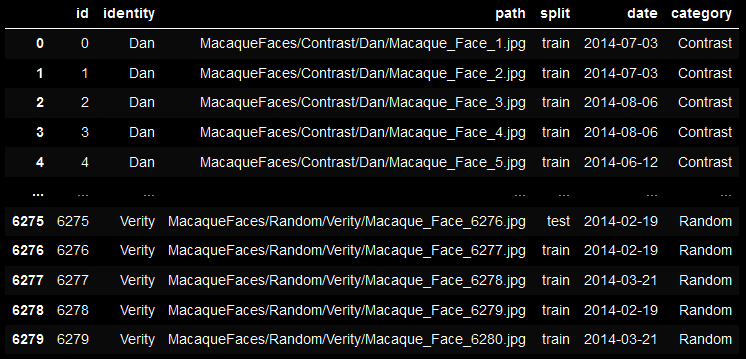 id identity path split date category
0 0 Dan MacaqueFaces/Contrast/Dan/Macaque_Face_1.jpg train 2014-07-03 Contrast
1 1 Dan MacaqueFaces/Contrast/Dan/Macaque_Face_2.jpg train 2014-07-03 Contrast
2 2 Dan MacaqueFaces/Contrast/Dan/Macaque_Face_3.jpg train 2014-08-06 Contrast
3 3 Dan MacaqueFaces/Contrast/Dan/Macaque_Face_4.jpg train 2014-08-06 Contrast
4 4 Dan MacaqueFaces/Contrast/Dan/Macaque_Face_5.jpg train 2014-06-12 Contrast
... ... ... ... ... ... ...
6275 6275 Verity MacaqueFaces/Random/Verity/Macaque_Face_6276.jpg test 2014-02-19 Random
6276 6276 Verity MacaqueFaces/Random/Verity/Macaque_Face_6277.jpg train 2014-02-19 Random
6277 6277 Verity MacaqueFaces/Random/Verity/Macaque_Face_6278.jpg train 2014-03-21 Random
6278 6278 Verity MacaqueFaces/Random/Verity/Macaque_Face_6279.jpg train 2014-02-19 Random
6279 6279 Verity MacaqueFaces/Random/Verity/Macaque_Face_6280.jpg train 2014-03-21 Random